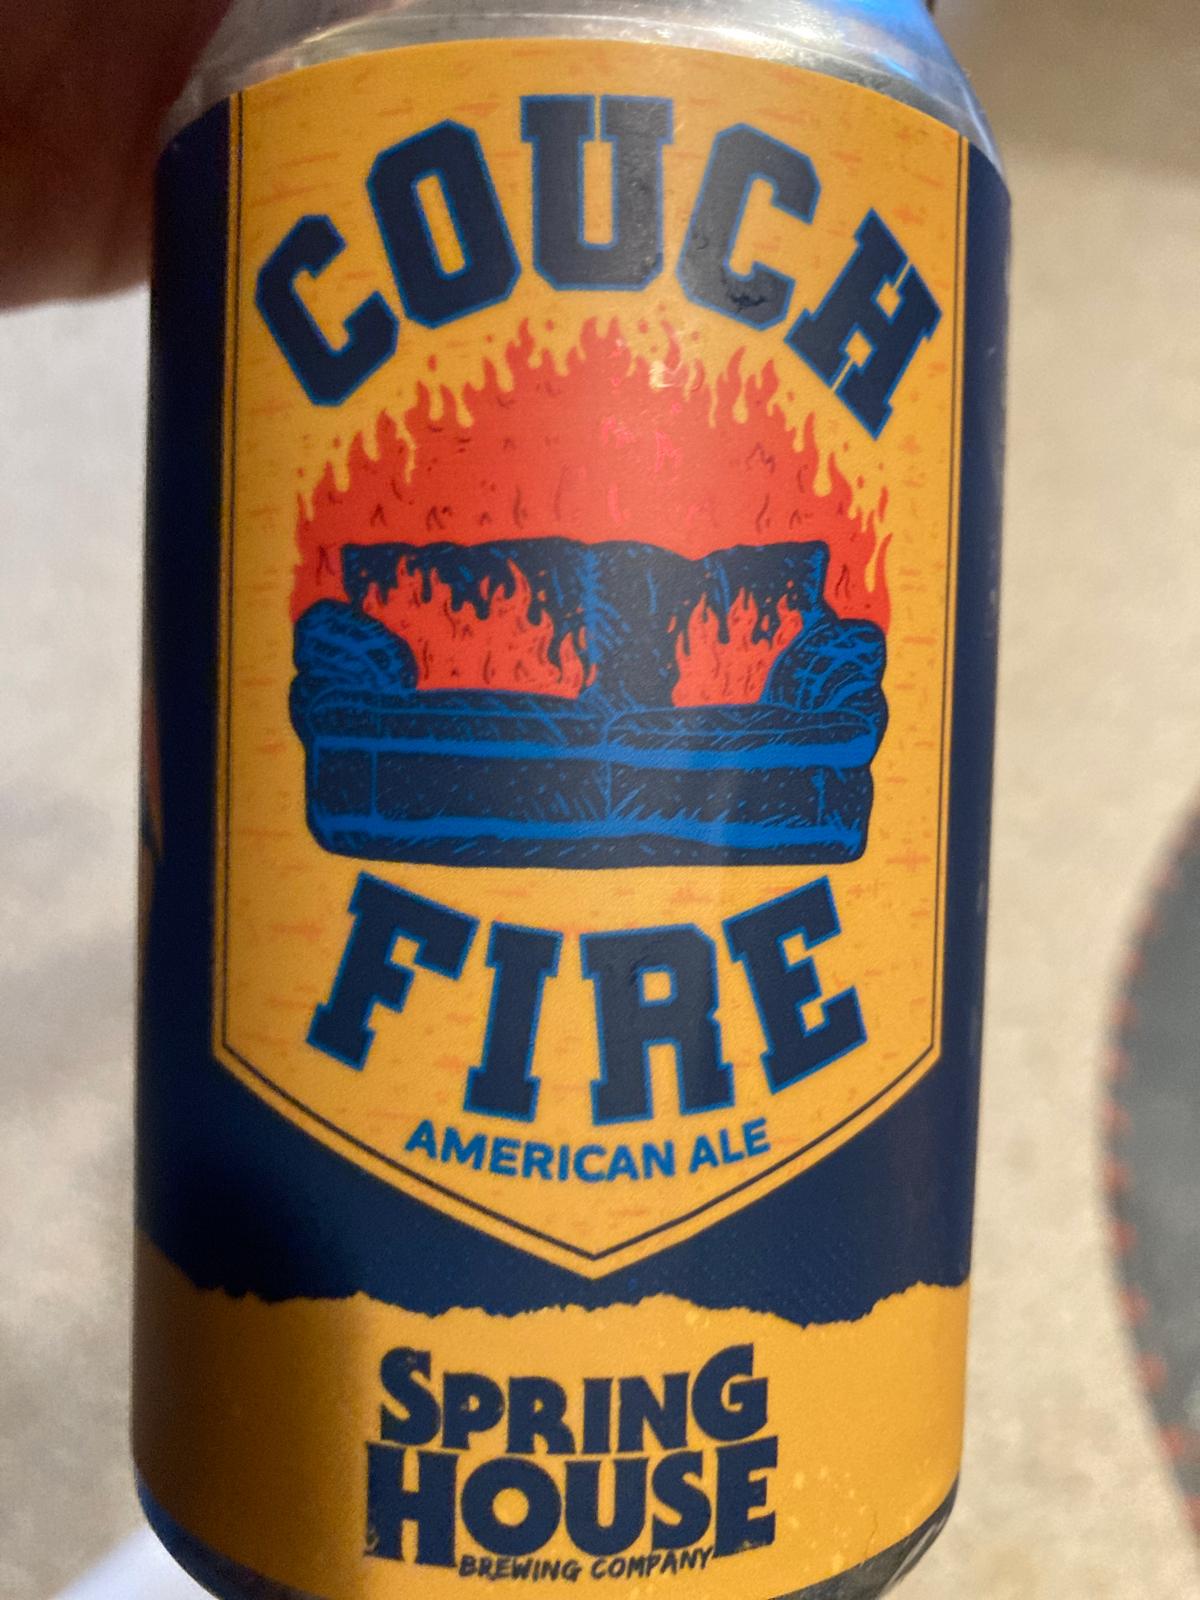 COUCH
FIRE
AMERICAN ALE
SPRING
HOUSE
BREWING COMPANY